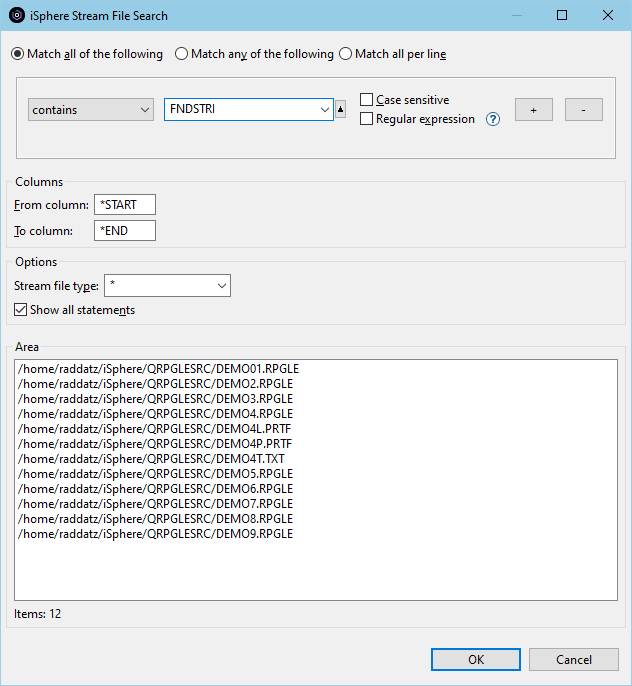 iSphere Stream File Search
Match all of the following Match any of the following Match all per line
contains FNDSTRI Case sensitive + -
Regular expression ?
Columns
From column: *START
To column: *END
Options
Stream file type: *
Show all statements
Area
/home/raddatz/iSphere/QRPGLESRC/DEMO01.RPGLE
/home/raddatz/iSphere/QRPGLESRC/DEMO2.RPGLE
/home/raddatz/iSphere/QRPGLESRC/DEMO3.RPGLE
/home/raddatz/iSphere/QRPGLESRC/DEMO4.RPGLE
/home/raddatz/iSphere/QRPGLESRC/DEMO4L.PRTF
/home/raddatz/iSphere/QRPGLESRC/DEMO4P.PRTF
/home/raddatz/iSphere/QRPGLESRC/DEMO4T.TXT
/home/raddatz/iSphere/QRPGLESRC/DEMO5.RPGLE
/home/raddatz/iSphere/QRPGLESRC/DEMO6.RPGLE
/home/raddatz/iSphere/QRPGLESRC/DEMO7.RPGLE
/home/raddatz/iSphere/QRPGLESRC/DEMO8.RPGLE
/home/raddatz/iSphere/QRPGLESRC/DEMO9.RPGLE
Items: 12
OK Cancel